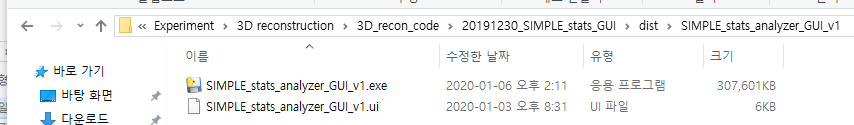 Experiment > 3D reconstruction > 3D_recon_code > 20191230_SIMPLE_stats_GUI > dist > SIMPLE_stats_analyzer_GUI_v1
이름 수정한 날짜 유형 크기
바로 가기 SIMPLE_stats_analyzer_GUI_v1.exe 2020-01-06 오후 2:11 응용 프로그램 307,601KB
바탕 화면 SIMPLE_stats_analyzer_GUI_v1.ui 2020-01-03 오후 8:31 UI 파일 6KB
다운로드